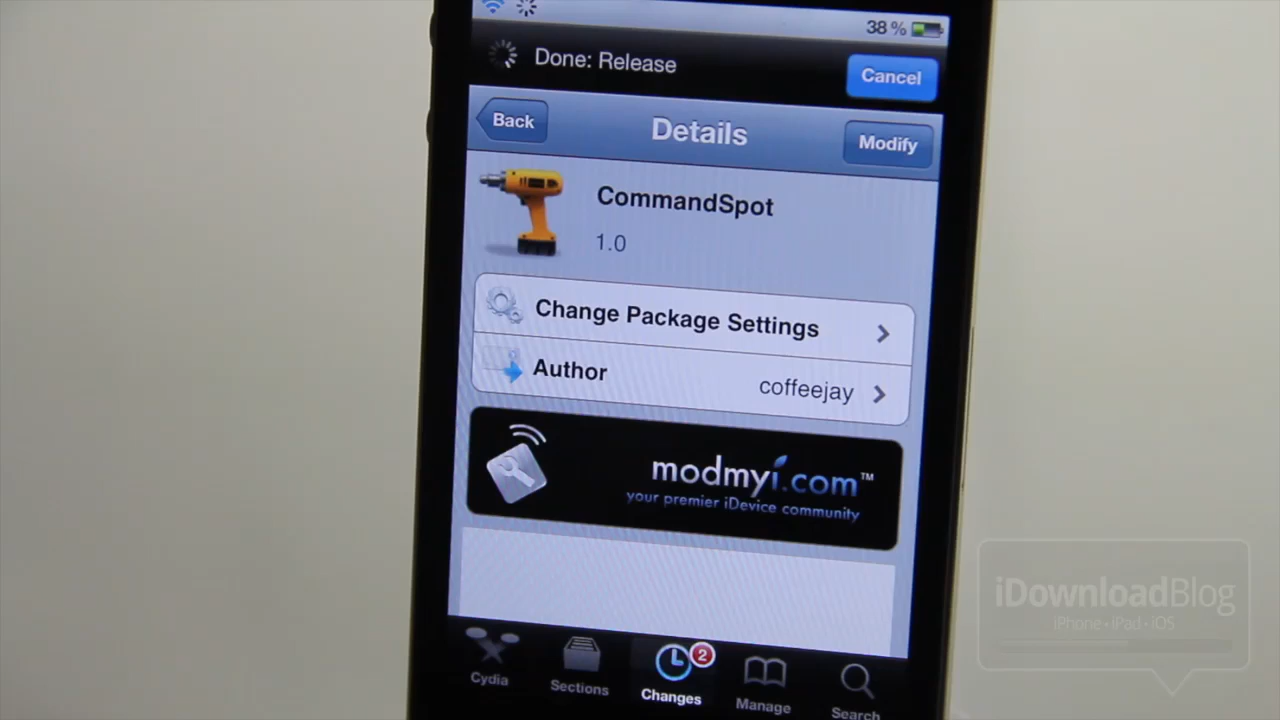 38 %
Done: Release
Cancel
Back
Details
Modify
CommandSpot
1.0
Change Package Settings
Author
coffeejay
modmyi.com™
your premier iDevice community
Cydia
Sections
Changes
2
Manage
Search
iDownloadBlog
iPhone • iPad • iOS